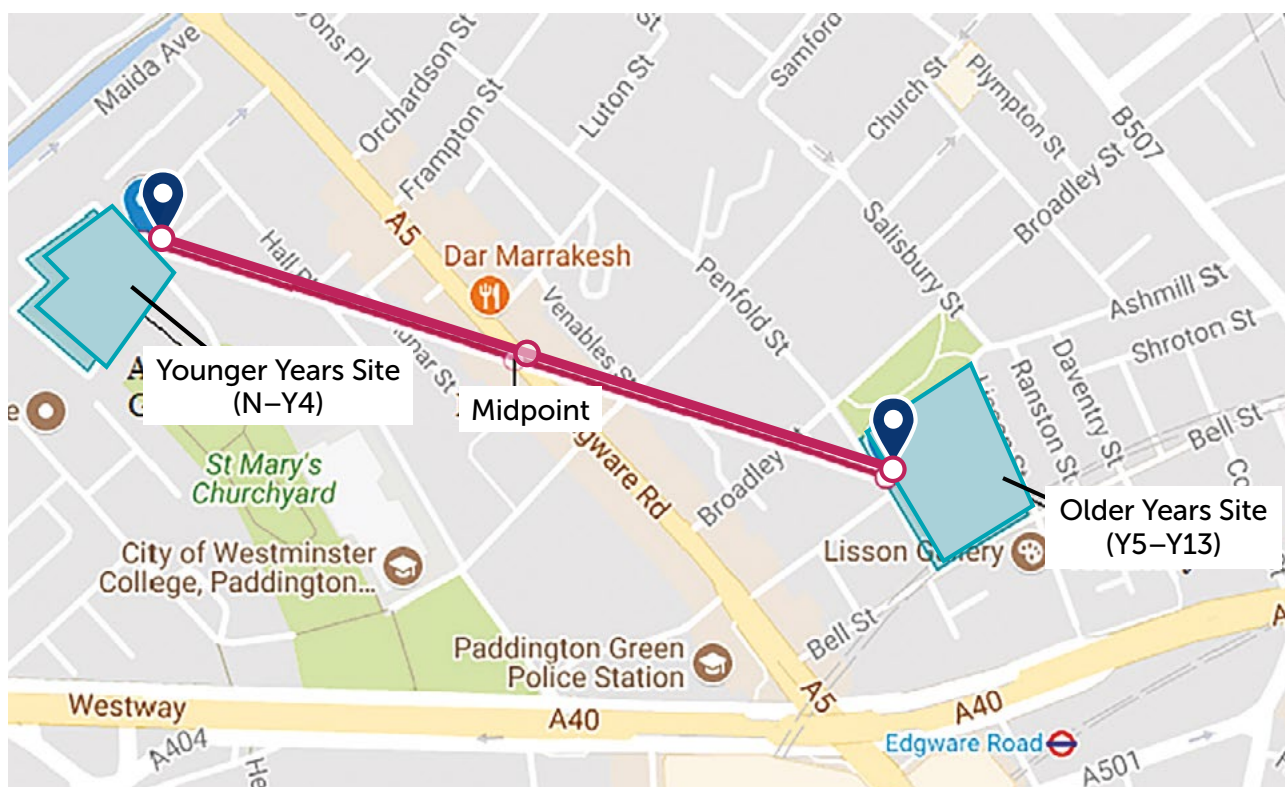 Maida Ave
Orchardson St
Frampton St
Luton St
Samford
Church St
Plympton St
B507
Broadley St
A5
Hall Pl
Dar Marrakesh
Venables St
Penfold St
Salisbury St
Ashmill St
Shroton St
Daventry St
Ranston St
Bell St
Younger Years Site
(N–Y4)
Midpoint
St Mary's
Churchyard
Broadley
Older Years Site
(Y5–Y13)
City of Westminster
College, Paddington...
Lisson Gallery
Paddington Green
Police Station
Bell St
Westway
A40
A5
A40
A404
Edgware Road
A501